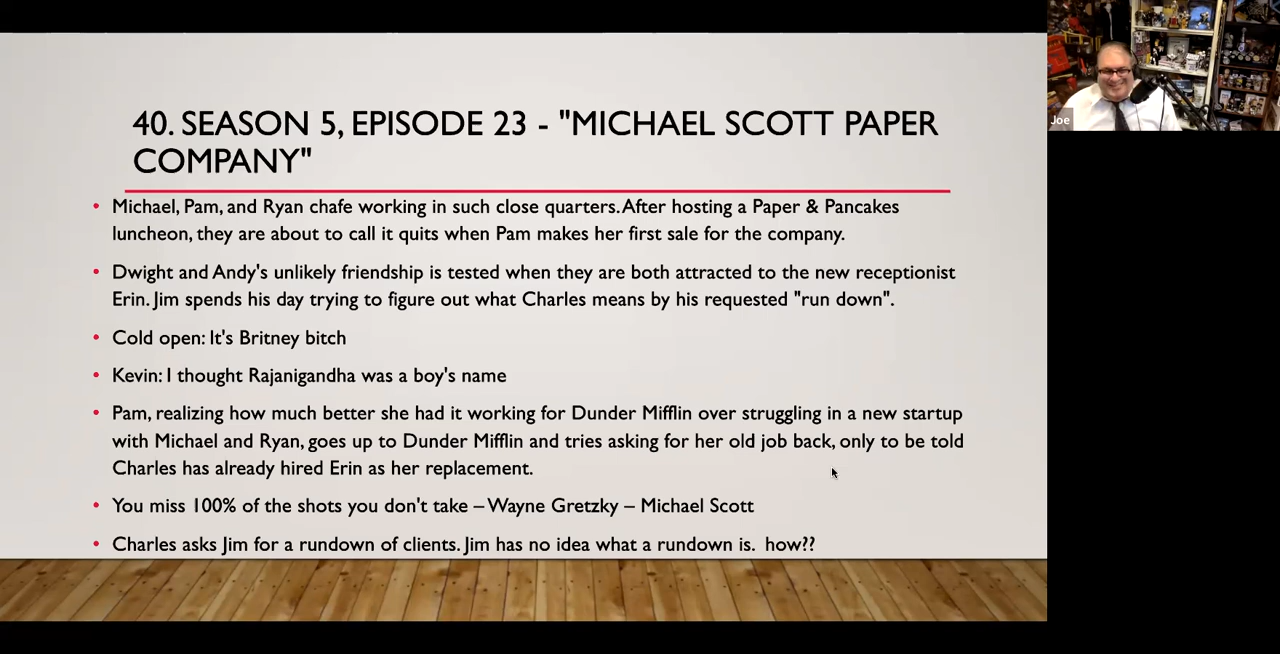 40. SEASON 5, EPISODE 23 - "MICHAEL SCOTT PAPER
COMPANY"
• Michael, Pam, and Ryan chafe working in such close quarters. After hosting a Paper & Pancakes
luncheon, they are about to call it quits when Pam makes her first sale for the company.
• Dwight and Andy's unlikely friendship is tested when they are both attracted to the new receptionist
Erin. Jim spends his day trying to figure out what Charles means by his requested "run down".
• Cold open: It's Britney bitch
• Kevin: I thought Rajanigandha was a boy's name
• Pam, realizing how much better she had it working for Dunder Mifflin over struggling in a new startup
with Michael and Ryan, goes up to Dunder Mifflin and tries asking for her old job back, only to be told
Charles has already hired Erin as her replacement.
• You miss 100% of the shots you don't take – Wayne Gretzky – Michael Scott
• Charles asks Jim for a rundown of clients. Jim has no idea what a rundown is.  how??
Joe